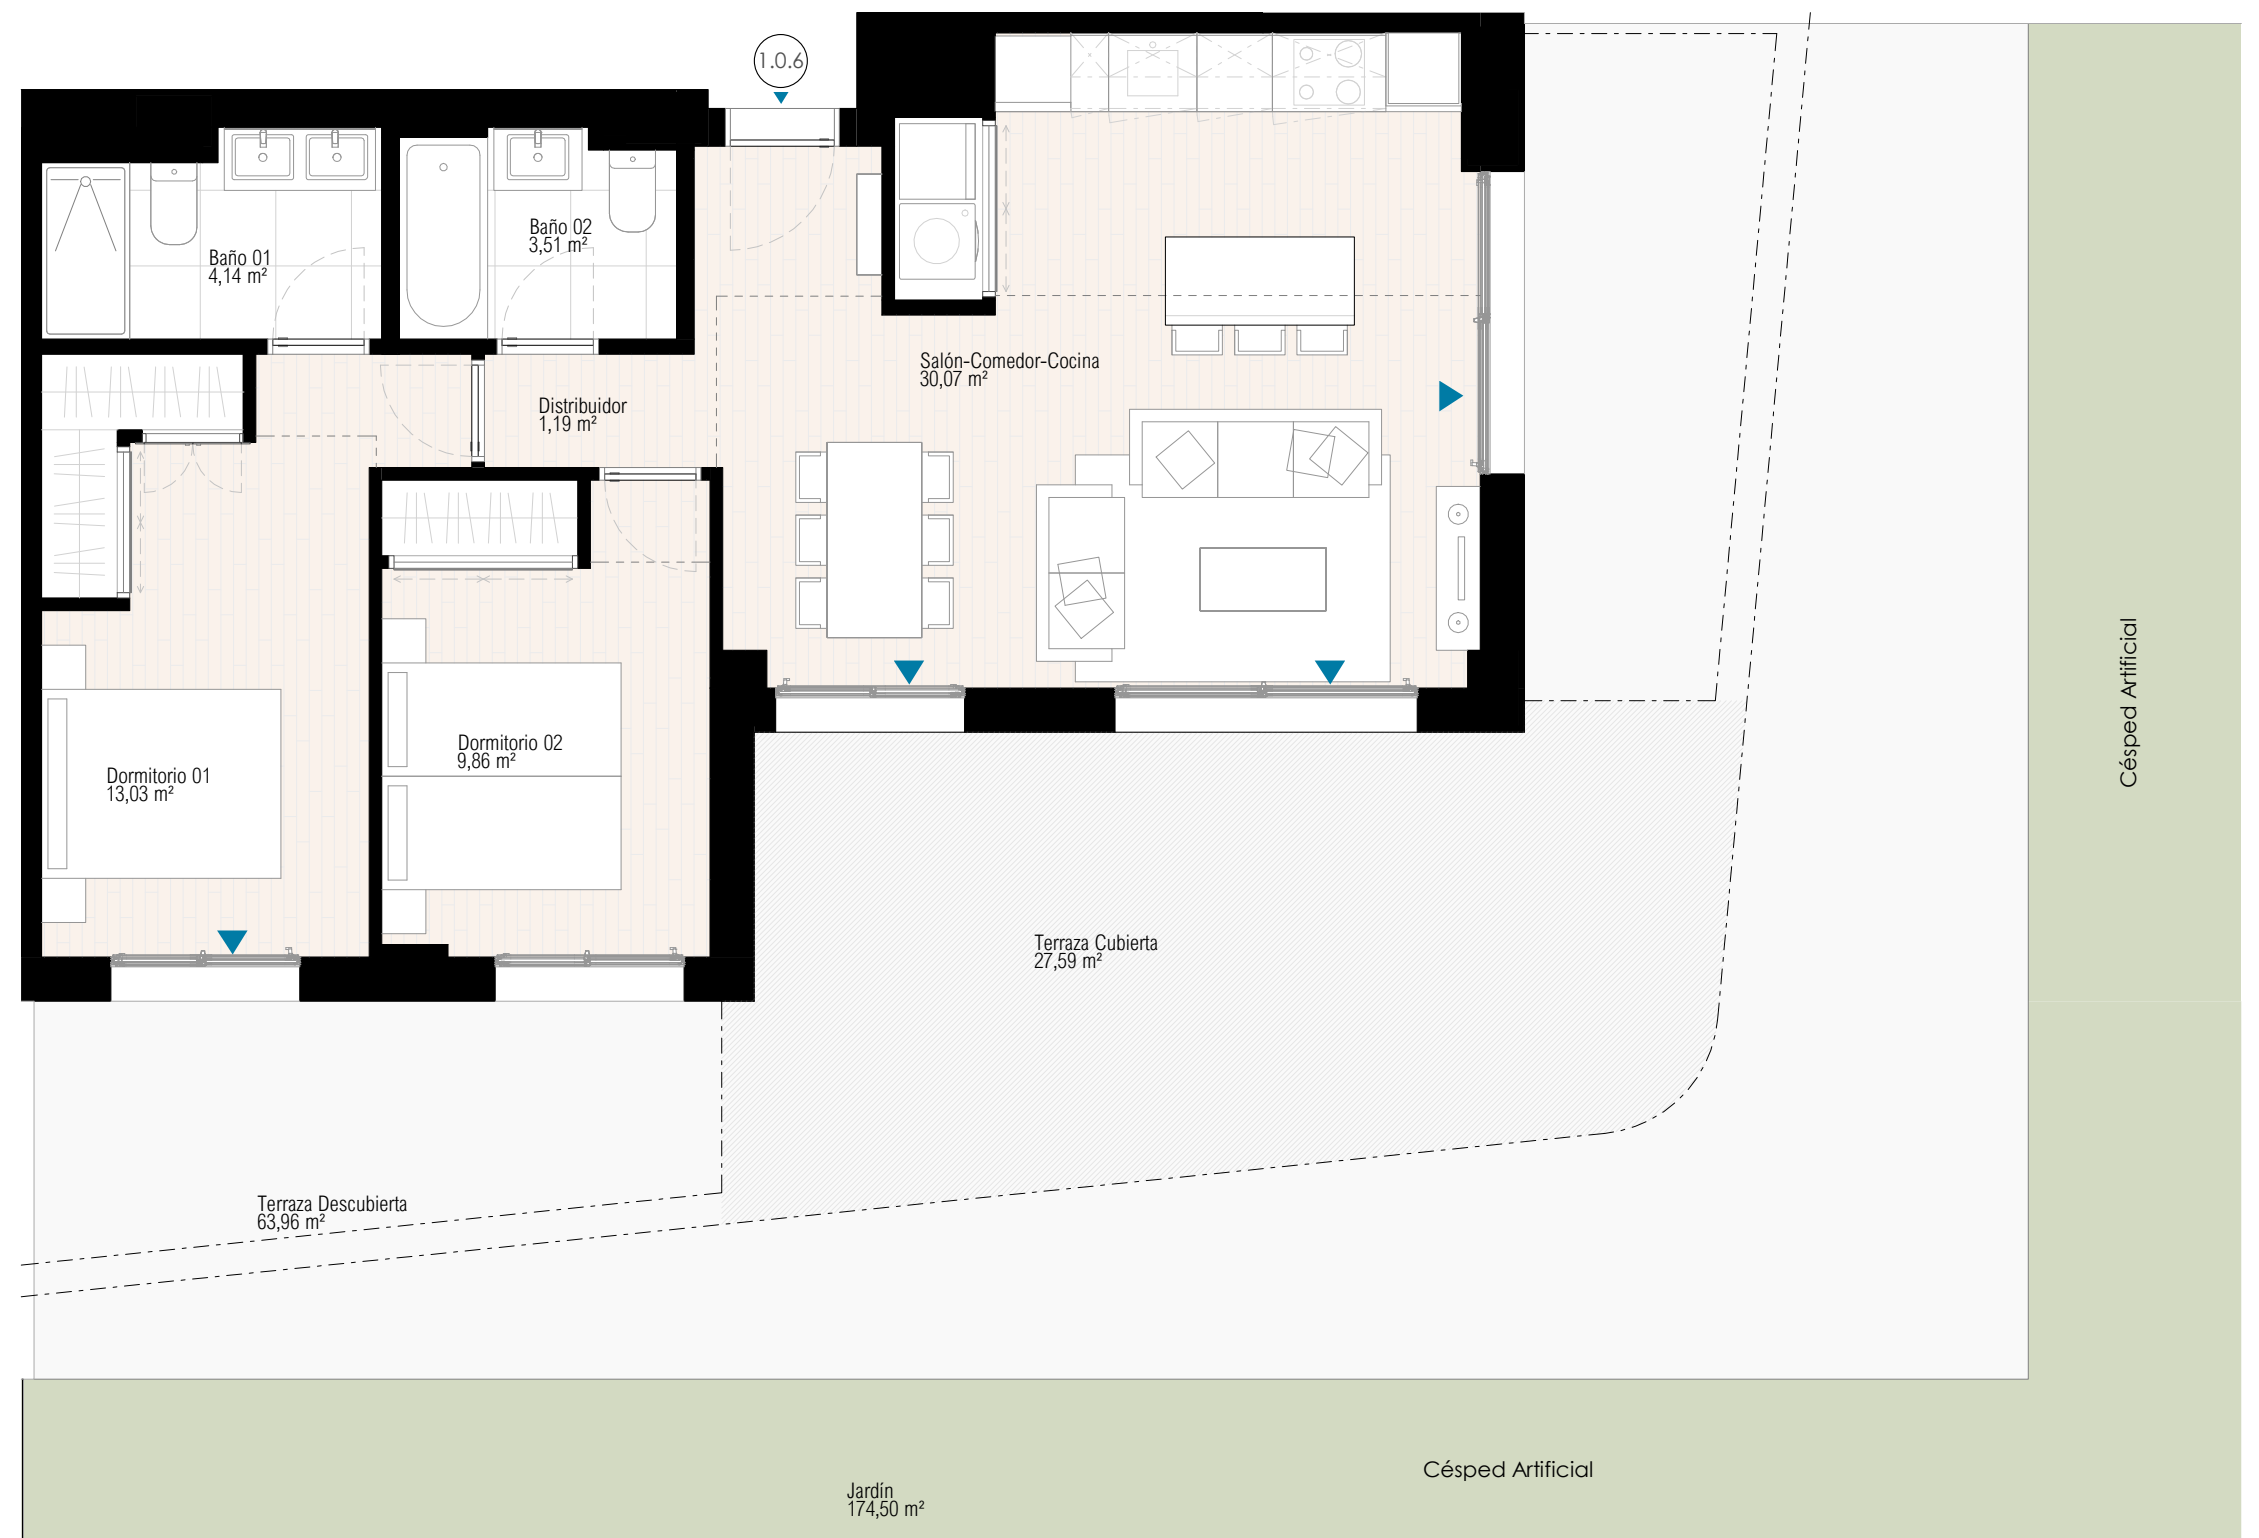 1.0.6
Baño 01
4,14 m²
Baño 02
3,51 m²
Salón-Comedor-Cocina
30,07 m²
Distribuidor
1,19 m²
Dormitorio 01
13,03 m²
Dormitorio 02
9,86 m²
Terraza Cubierta
27,59 m²
Césped Artificial
Terraza Descubierta
63,96 m²
Césped Artificial
Jardín
174,50 m²